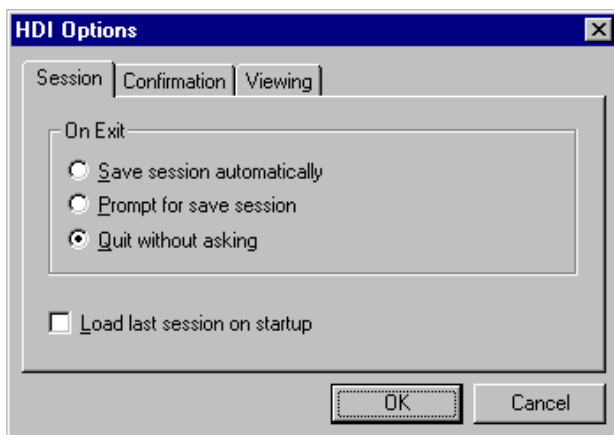 HDI Options
Session Confirmation Viewing
On Exit
Save session automatically
Prompt for save session
Quit without asking
Load last session on startup
OK Cancel